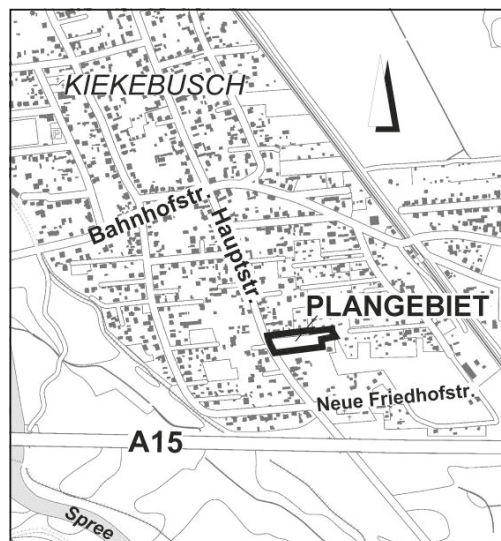 KIEKEBUSCH
Bahnhofstr.
Hauptstr.
PLANGEBIET
Neue Friedhofstr.
A15
Spree